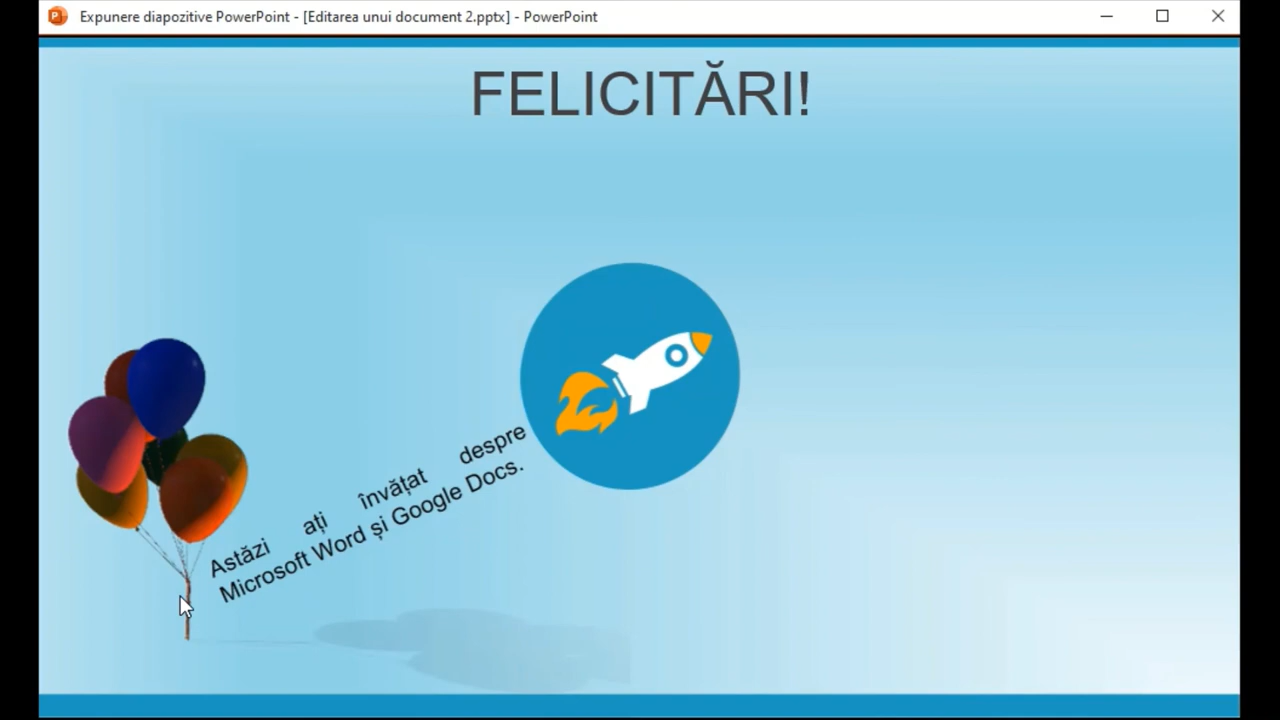 Expunere diapozitive PowerPoint - [Editarea unui document 2.pptx] - PowerPoint
FELICITĂRI!
Astăzi ați învățat despre
Microsoft Word și Google Docs.